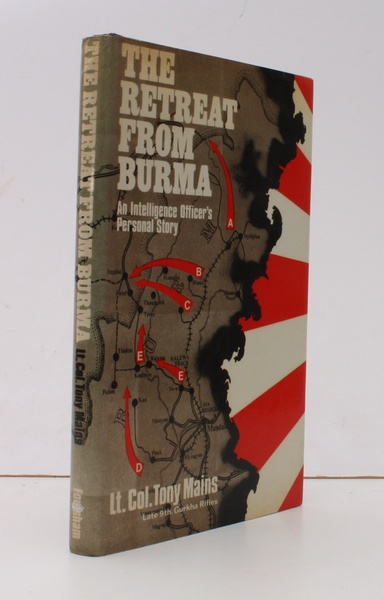 THE
RETREAT
FROM
BURMA
An Intelligence Officer's
Personal Story
A
B
C
E
E
D
Lt. Col. Tony Mains
Late 9th Gurkha Rifles
THE RETREAT FROM BURMA
Lt. Col. Tony Mains
foulsham